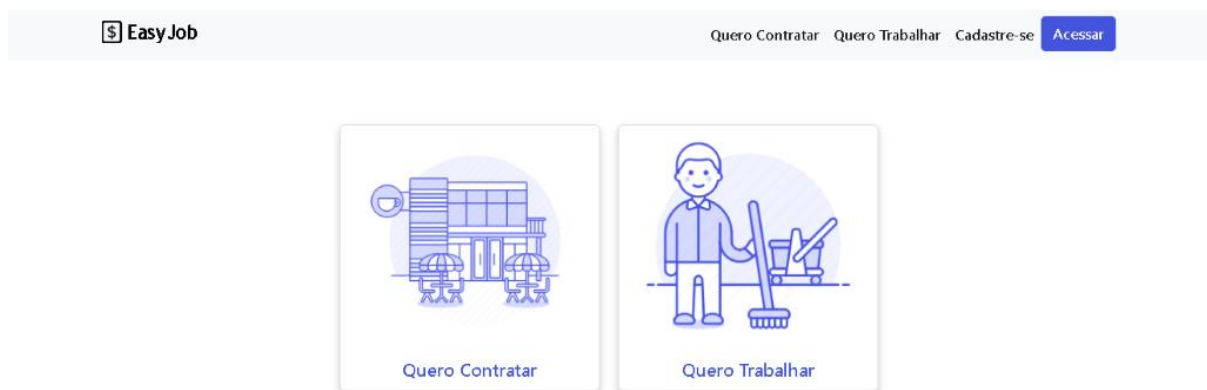 $ EasyJob
Quero Contratar Quero Trabalhar Cadastre-se Acessar
Quero Contratar
Quero Trabalhar